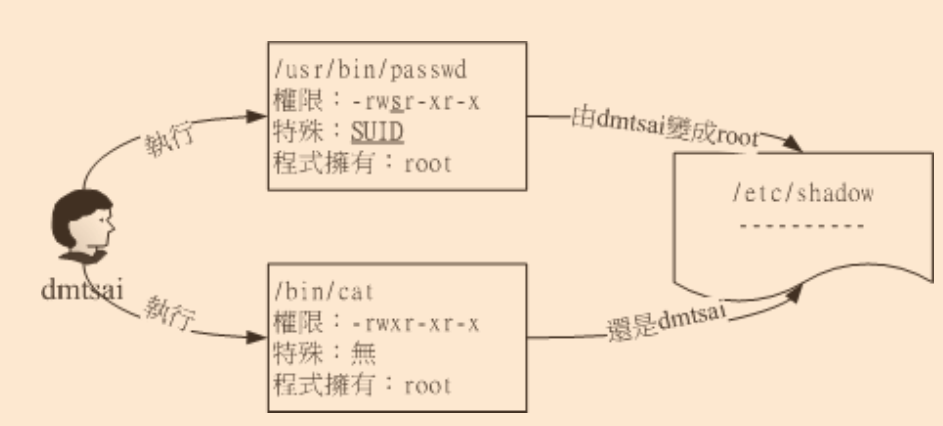 /usr/bin/passwd
權限：-rwsr-xr-x
特殊：SUID
程式擁有：root
執行
由dmtsai變成root
/etc/shadow
----------
dmtsai
執行
/bin/cat
權限：-rwxr-xr-x
特殊：無
程式擁有：root
還是dmtsai